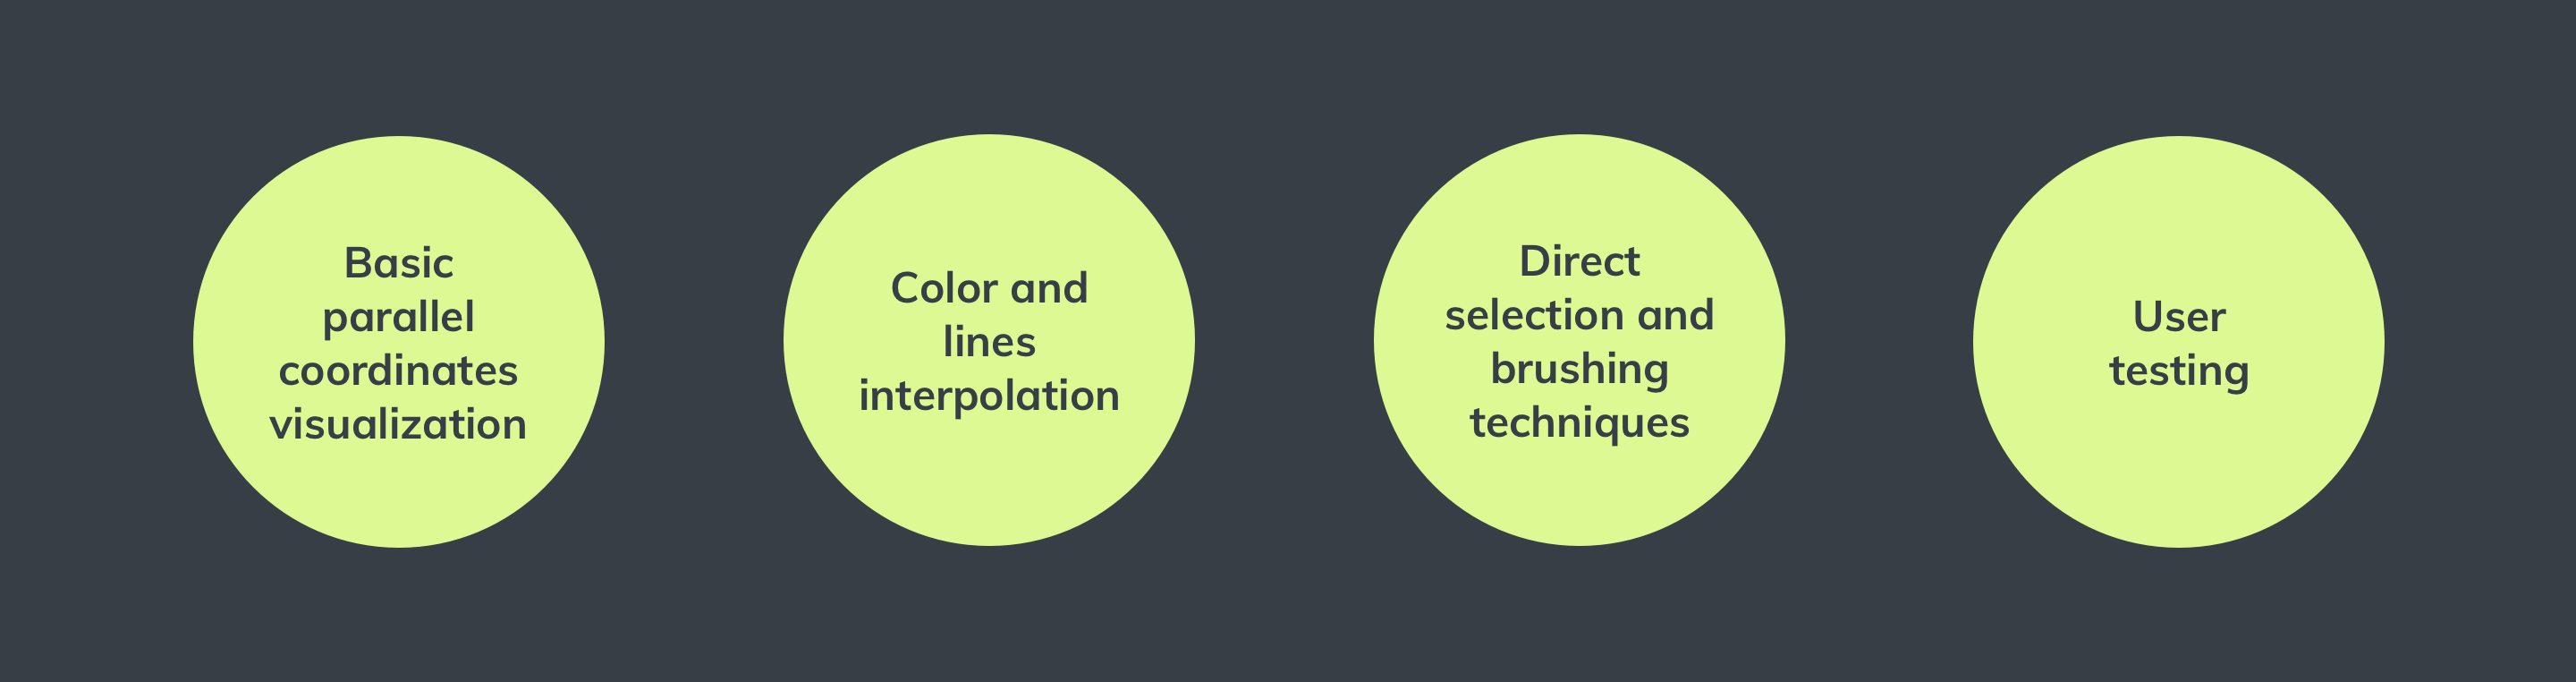 Basic
parallel
coordinates
visualization
Color and
lines
interpolation
Direct
selection and
brushing
techniques
User
testing